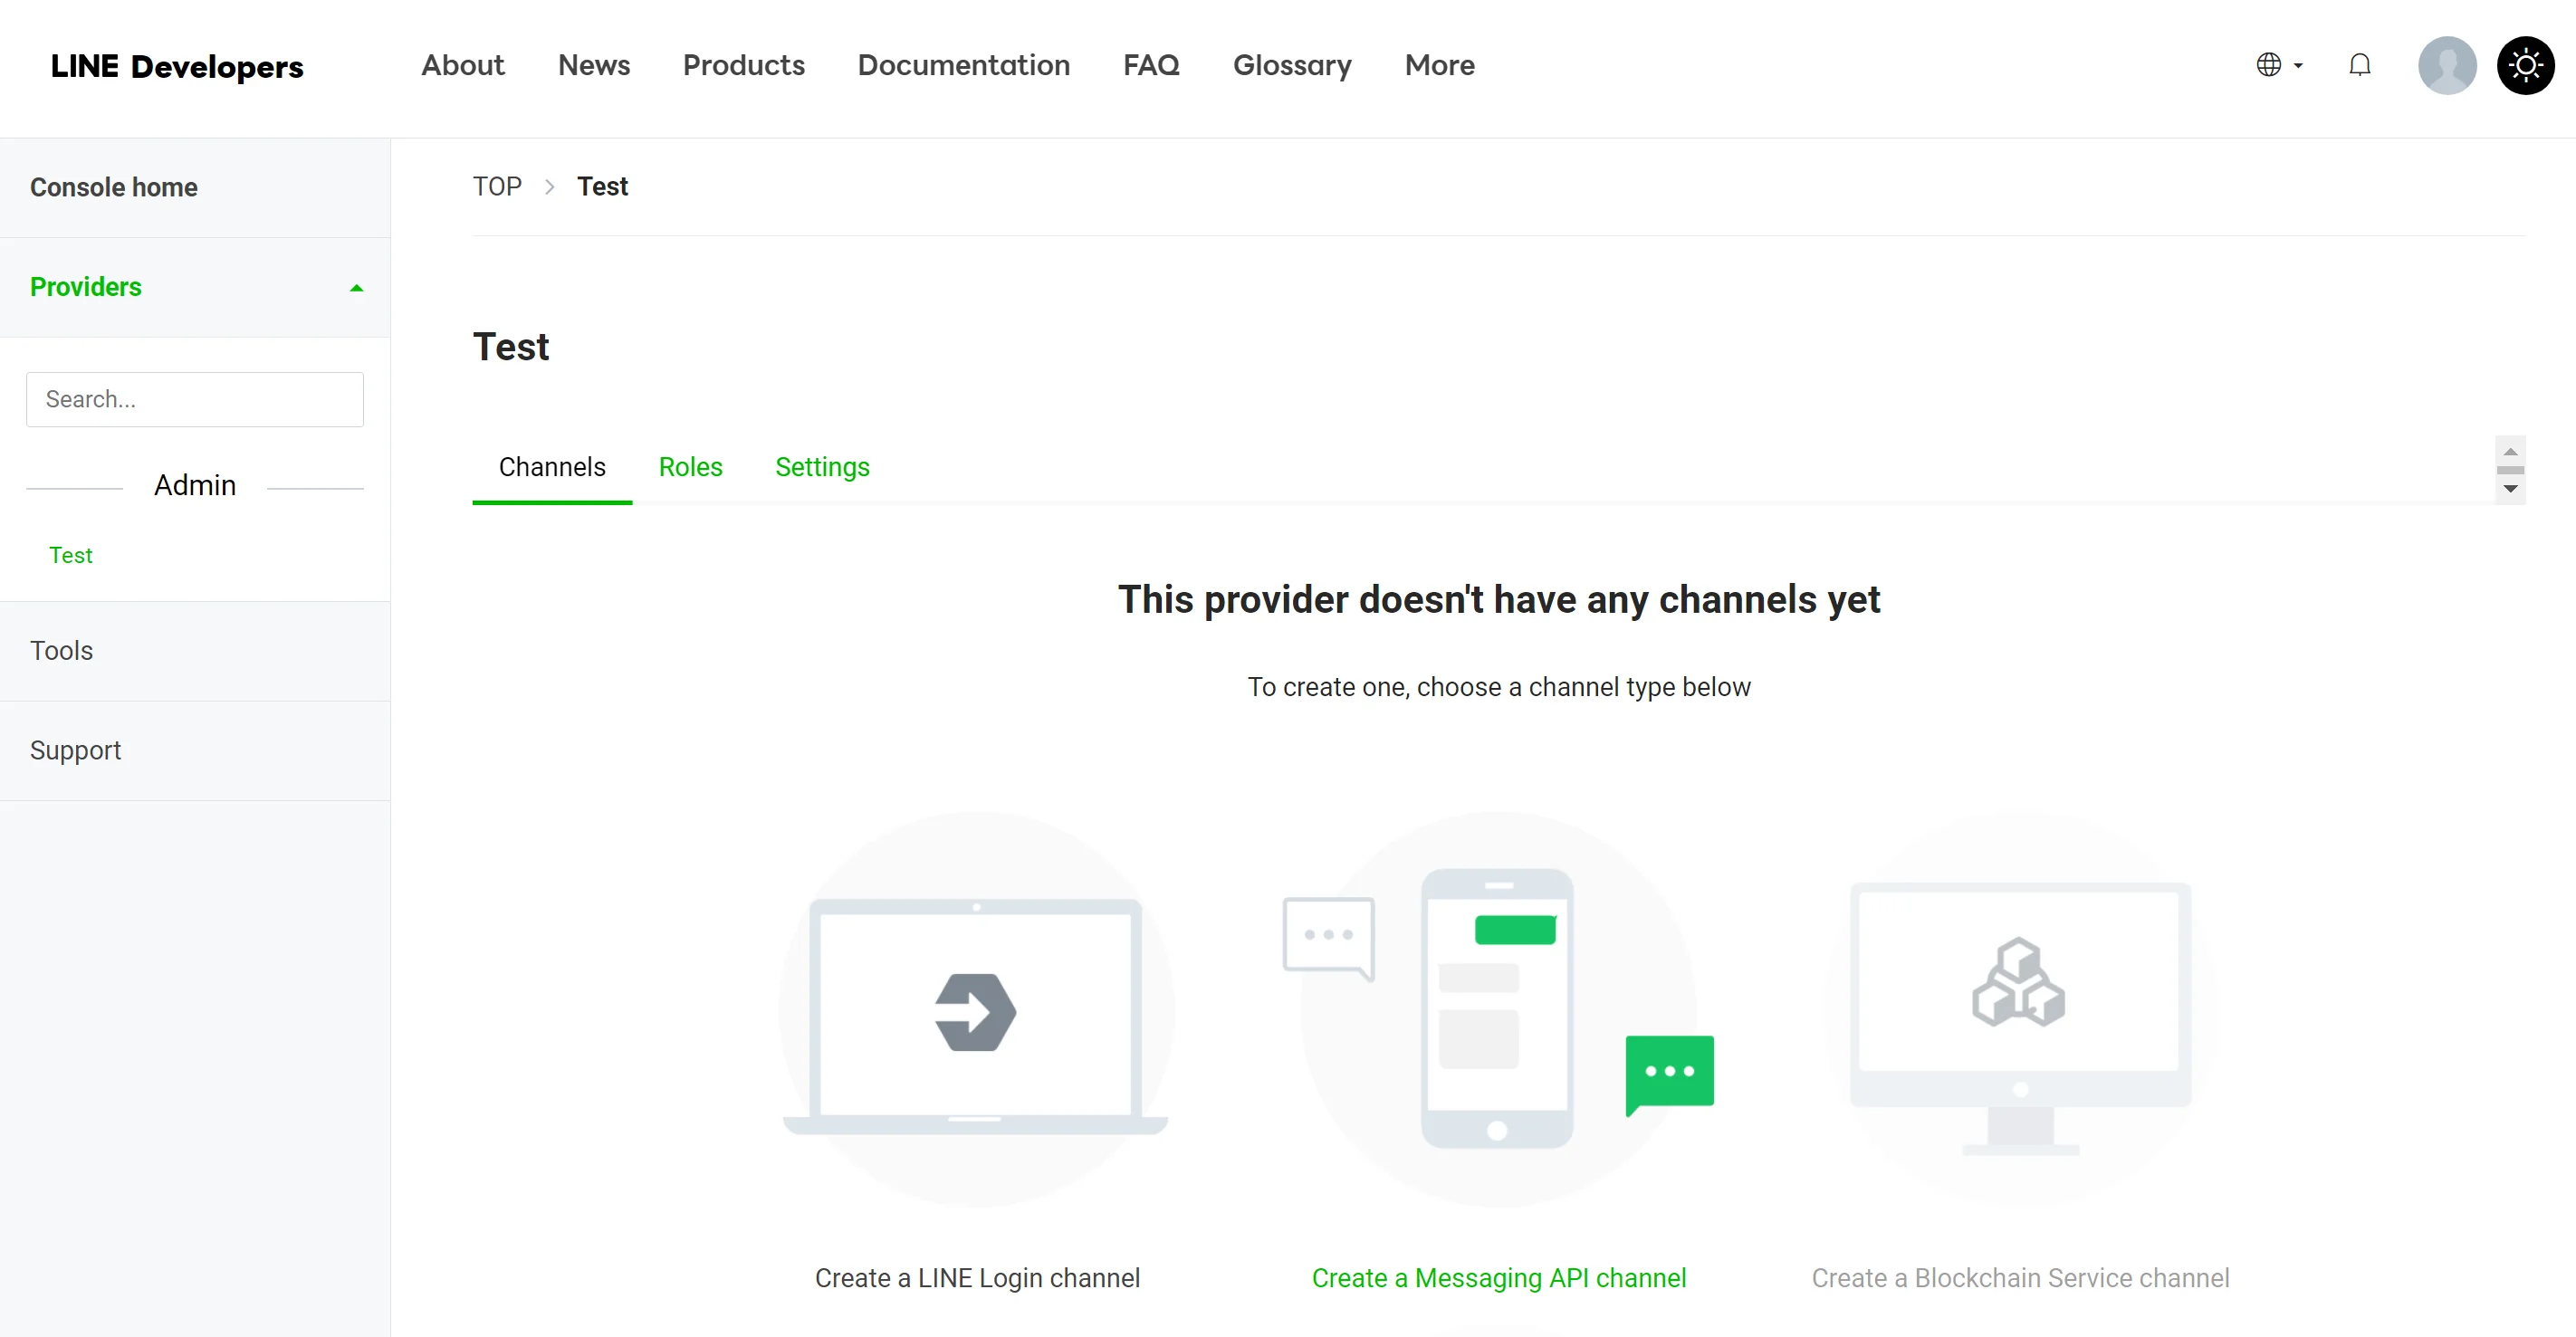 LINE Developers
About
News
Products
Documentation
FAQ
Glossary
More
Console home
Providers
Search...
Admin
Test
Tools
Support
TOP > Test
Test
Channels
Roles
Settings
This provider doesn't have any channels yet
To create one, choose a channel type below
Create a LINE Login channel
Create a Messaging API channel
Create a Blockchain Service channel